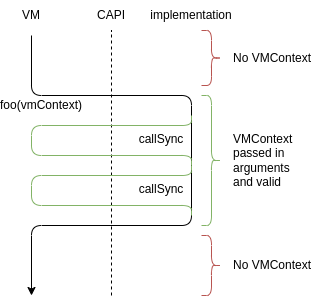 VM CAPI implementation
No VMContext
foo(vmContext)
callSync
VMContext
passed in
arguments
and valid
callSync
No VMContext